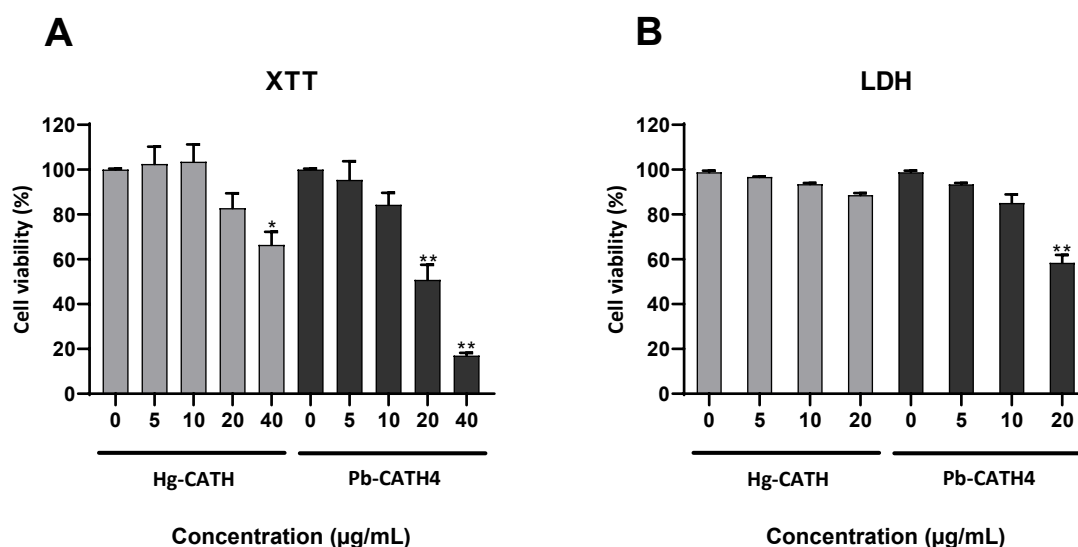 A
XTT
Cell viability (%)
120
100
80
60
40
20
0
*
**
**
0 5 10 20 40 0 5 10 20 40
Hg-CATH Pb-CATH4
Concentration (µg/mL)
B
LDH
Cell viability (%)
120
100
80
60
40
20
0
**
0 5 10 20 0 5 10 20
Hg-CATH Pb-CATH4
Concentration (µg/mL)